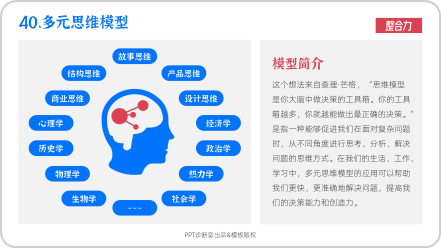 40.多元思维模型
整合力
故事思维
结构思维
产品思维
商业思维
设计思维
心理学
经济学
历史学
政治学
物理学
热力学
生物学
社会学
---
模型简介
这个想法来自查理·芒格，“思维模型
是你大脑中做决策的工具箱。你的工具
箱越多，你就越能做出最正确的决策。”
是指一种能够促进我们在面对复杂问题
时，从不同角度进行思考、分析、解决
问题的思维方式。在我们的生活、工作、
学习中，多元思维模型的应用可以帮助
我们更快、更准确地解决问题，提高我
们的决策能力和创造力。
PPT@新富出品&模板版权